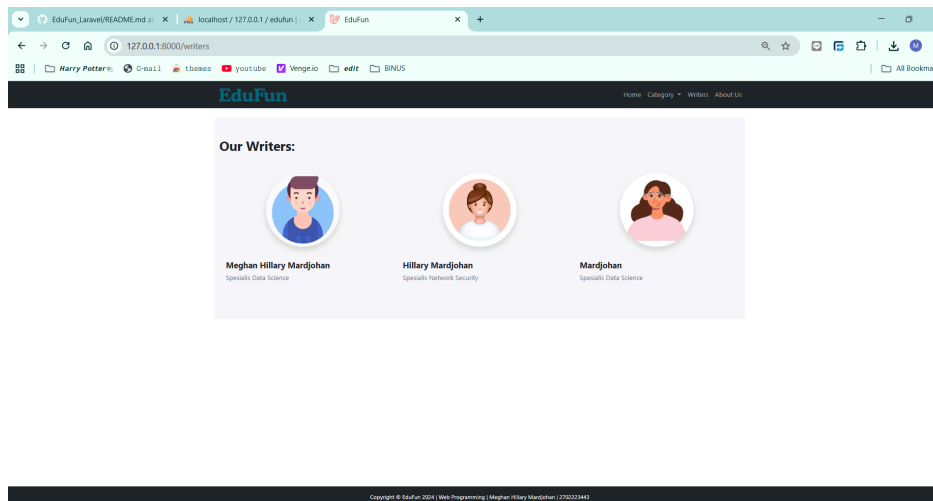 EduFun_Laravel/README.md a
localhost / 127.0.0.1 / edufun | p
EduFun
127.0.0.1:8000/writers
Harry Potter
G-mail
themes
youtube
Venge.io
edit
BINUS
All Bookma
EduFun
Home Category Writers About Us
Our Writers:
Meghan Hillary Mardjohan
Spesialis Data Science
Hillary Mardjohan
Spesialis Network Security
Mardjohan
Spesialis Data Science
Copyright © EduFun 2024 | Web Programming | Meghan Hillary Mardjohan | 2702223443